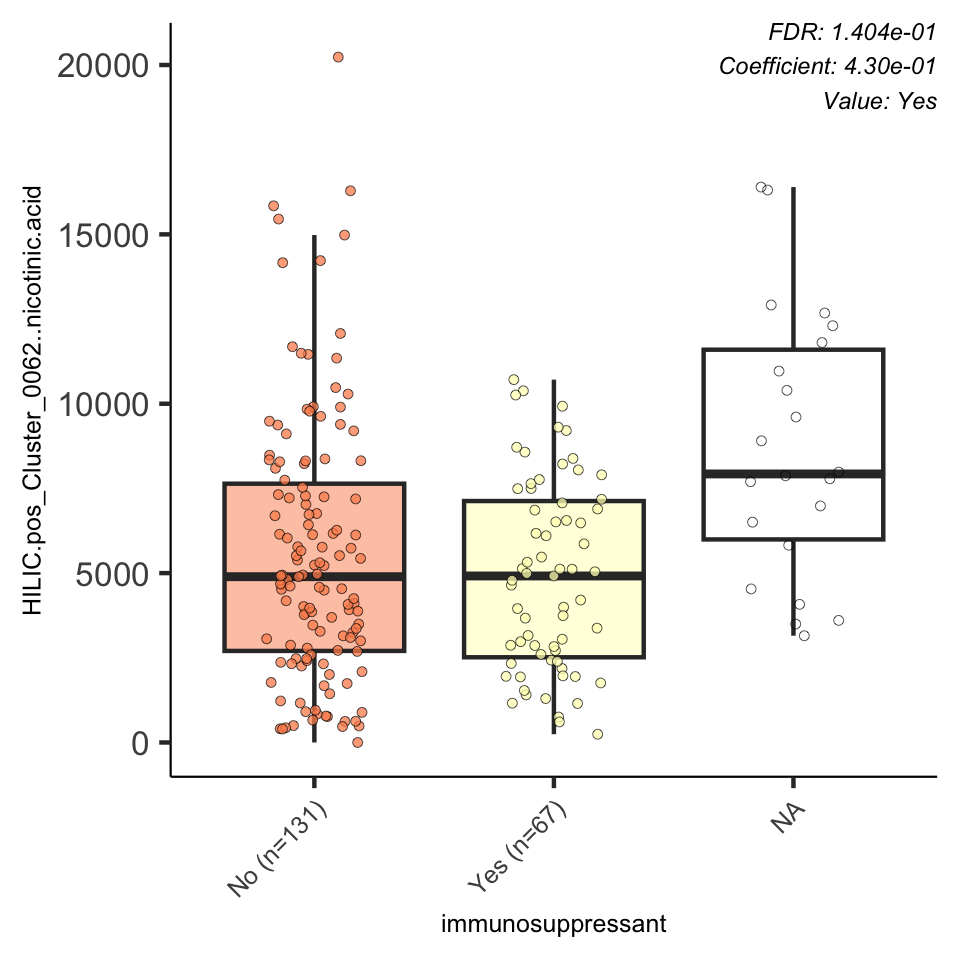 FDR: 1.404e-01
Coefficient: 4.30e-01
Value: Yes
20000
15000
10000
5000
0
HILIC.pos_Cluster_0062..nicotinic.acid
No (n=131)
Yes (n=67)
NA
immunosuppressant